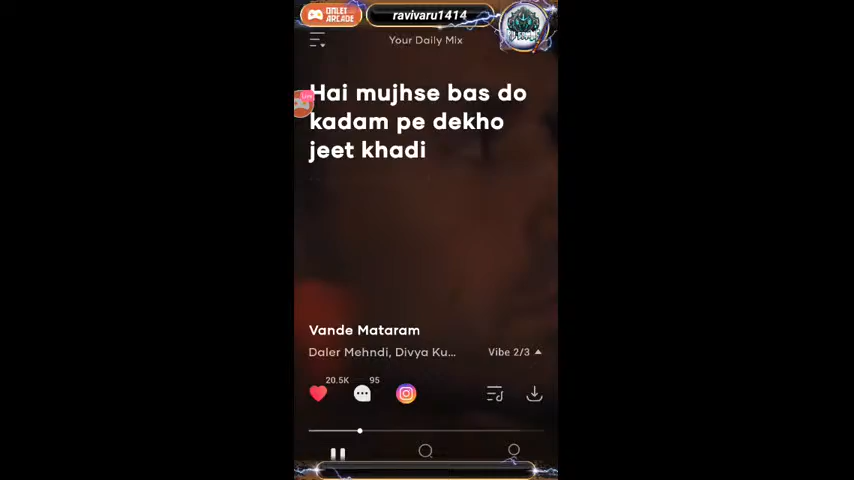 OMLET
ARCADE
ravivaru1414
Your Daily Mix
Live
Hai mujhse bas do
kadam pe dekho
jeet khadi
Vande Mataram
Daler Mehndi, Divya Ku...
Vibe 2/3
20.5K
95